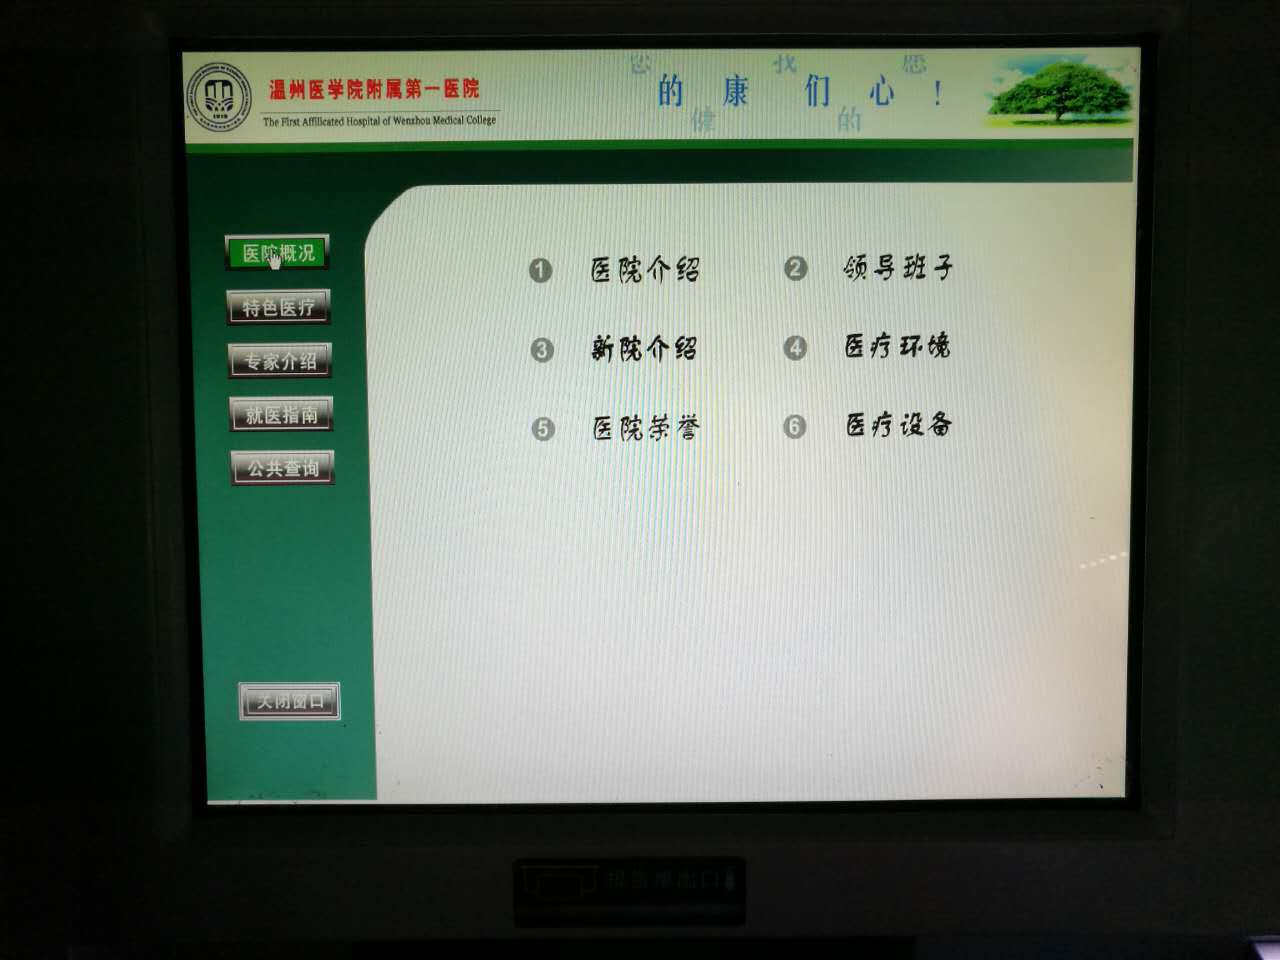 温州医学院附属第一医院
The First Affilicated Hospital of Wenzhou Medical College
您 我 愿
的 康 们 心 !
健 的
医院概况
特色医疗
专家介绍
就医指南
公共查询
关闭窗口
1 医院介绍 2 领导班子
3 新院介绍 4 医疗环境
5 医院荣誉 6 医疗设备